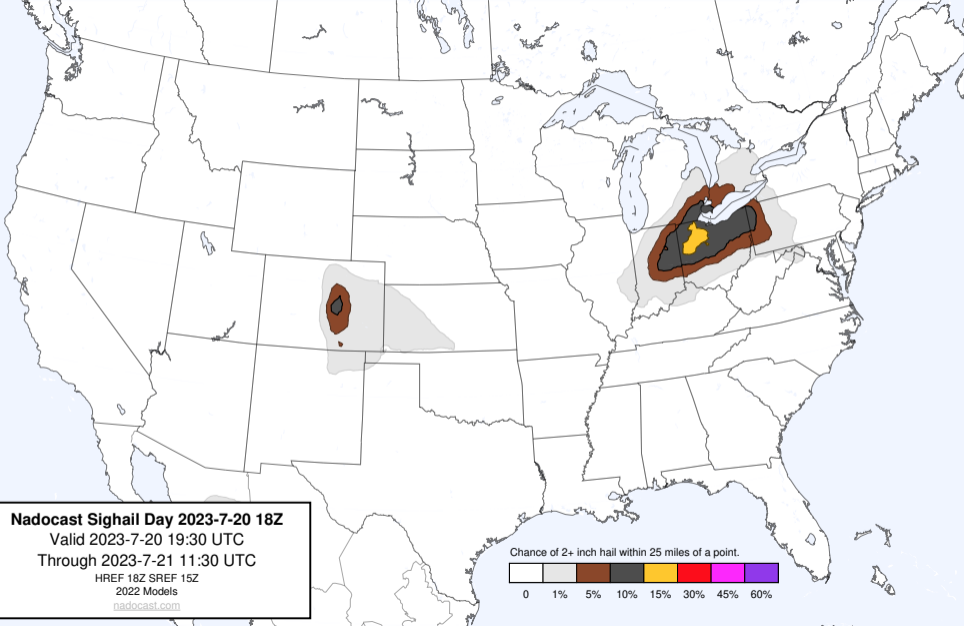 Nadocast Sighail Day 2023-7-20 18Z
Valid 2023-7-20 19:30 UTC
Through 2023-7-21 11:30 UTC
HREF 18Z SREF 15Z
2022 Models
nadocast.com
Chance of 2+ inch hail within 25 miles of a point.
0 1% 5% 10% 15% 30% 45% 60%